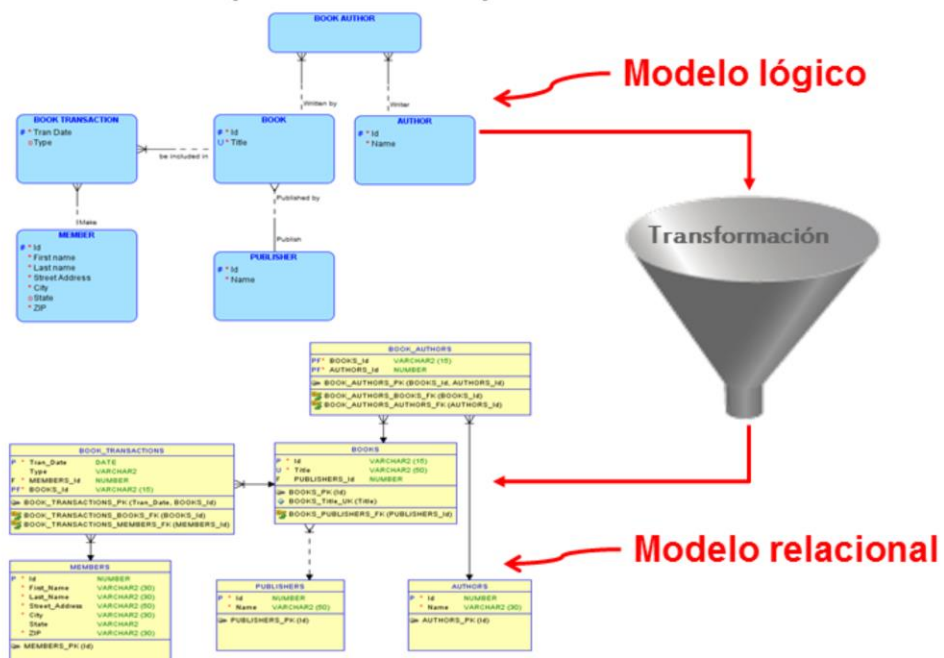 BOOK AUTHOR
Modelo lógico
Written by
Writer
BOOK TRANSACTION
# * Tran Date
o Type
BOOK
# * Id
U * Title
AUTHOR
# * Id
* Name
be included in
Published by
Make
Publish
MEMBER
# * Id
* First name
* Last name
* Street Address
* City
o State
* ZIP
PUBLISHER
# * Id
* Name
Transformación
BOOK_AUTHORS
PF* BOOKS_Id VARCHAR2 (15)
PF* AUTHORS_Id NUMBER
BOOK_AUTHORS_PK (BOOKS_Id, AUTHORS_Id)
BOOK_AUTHORS_BOOKS_FK (BOOKS_Id)
BOOK_AUTHORS_AUTHORS_FK (AUTHORS_Id)
BOOK_TRANSACTIONS
P * Tran_Date DATE
Type VARCHAR2
F * MEMBERS_Id NUMBER
PF* BOOKS_Id VARCHAR2 (15)
BOOK_TRANSACTIONS_PK (Tran_Date, BOOKS_Id)
BOOK_TRANSACTIONS_BOOKS_FK (BOOKS_Id)
BOOK_TRANSACTIONS_MEMBERS_FK (MEMBERS_Id)
BOOKS
P * Id VARCHAR2 (15)
U * Title VARCHAR2 (50)
F PUBLISHERS_Id NUMBER
BOOKS_PK (Id)
BOOKS_Title_UK (Title)
BOOKS_PUBLISHERS_FK (PUBLISHERS_Id)
Modelo relacional
MEMBERS
P * Id NUMBER
* First_Name VARCHAR2 (30)
* Last_Name VARCHAR2 (30)
* Street_Address VARCHAR2 (50)
* City VARCHAR2 (30)
State VARCHAR2
* ZIP VARCHAR2 (30)
MEMBERS_PK (Id)
PUBLISHERS
P * Id NUMBER
* Name VARCHAR2 (50)
PUBLISHERS_PK (Id)
AUTHORS
P * Id NUMBER
* Name VARCHAR2 (30)
AUTHORS_PK (Id)